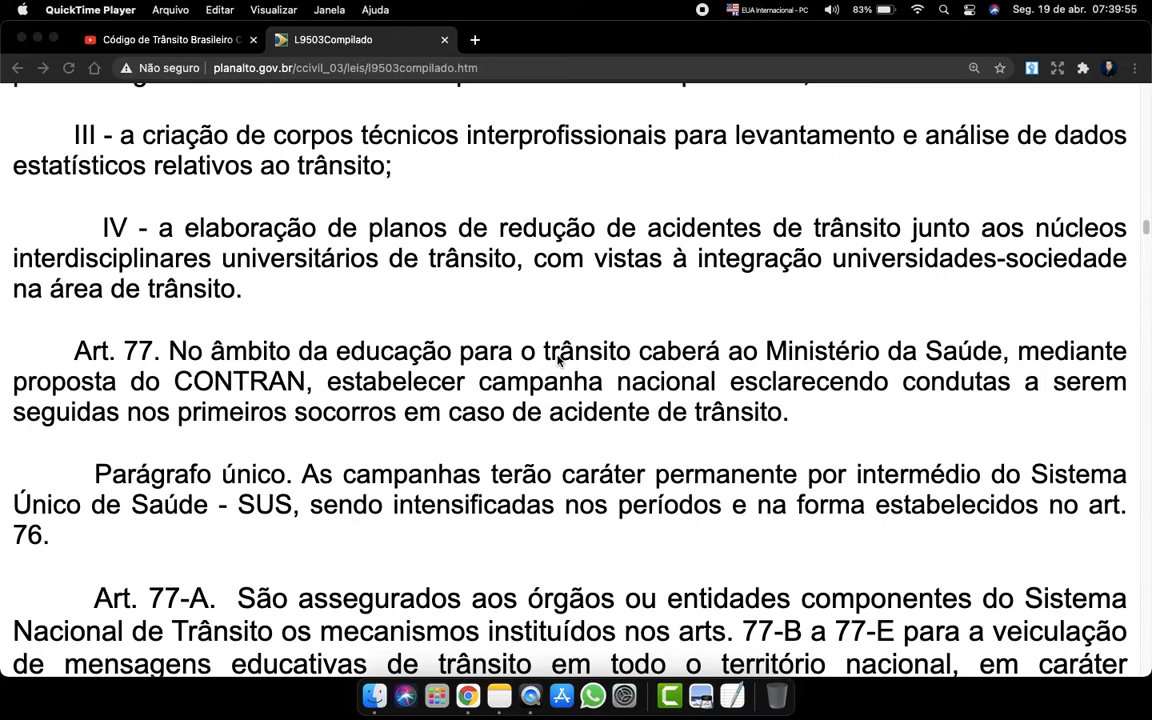 QuickTime Player Arquivo Editar Visualizar Janela Ajuda EUA Internacional - PC 83% Seg. 19 de abr. 07:39:55
Código de Trânsito Brasileiro L9503Compilado
Não seguro planalto.gov.br/ccivil_03/leis/l9503compilado.htm
III - a criação de corpos técnicos interprofissionais para levantamento e análise de dados
estatísticos relativos ao trânsito;
IV - a elaboração de planos de redução de acidentes de trânsito junto aos núcleos
interdisciplinares universitários de trânsito, com vistas à integração universidades-sociedade
na área de trânsito.
Art. 77. No âmbito da educação para o trânsito caberá ao Ministério da Saúde, mediante
proposta do CONTRAN, estabelecer campanha nacional esclarecendo condutas a serem
seguidas nos primeiros socorros em caso de acidente de trânsito.
Parágrafo único. As campanhas terão caráter permanente por intermédio do Sistema
Único de Saúde - SUS, sendo intensificadas nos períodos e na forma estabelecidos no art.
76.
Art. 77-A. São assegurados aos órgãos ou entidades componentes do Sistema
Nacional de Trânsito os mecanismos instituídos nos arts. 77-B a 77-E para a veiculação
de mensagens educativas de trânsito em todo o território nacional, em caráter